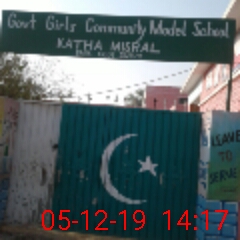 Govt Girls Community Model School
KATHA MISRAL
LEAVE
TO
SERVE
05-12-19 14:17